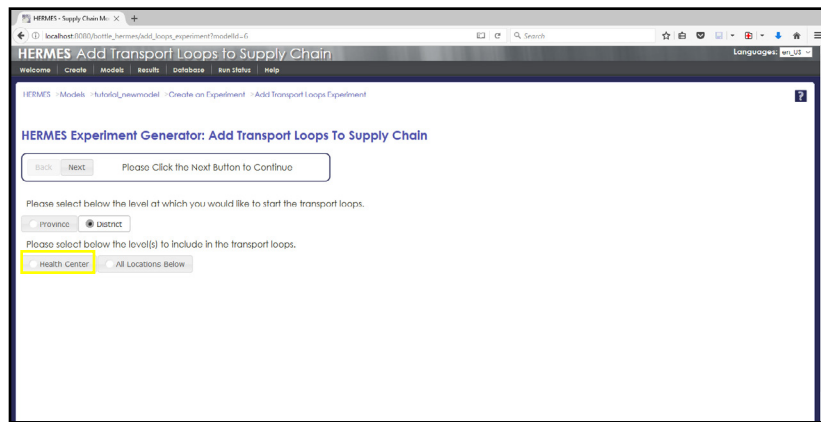 HERMES - Supply Chain Mo × +
localhost:8080/bottle_hermes/add_loops_experiment?modelId=6
Search
HERMES Add Transport Loops to Supply Chain
Languages: en_US
Welcome Create Models Results Database Run Status Help
HERMES >Models >tutorial_newmodel >Create an Experiment >Add Transport Loops Experiment
?
HERMES Experiment Generator: Add Transport Loops To Supply Chain
Back Next Please Click the Next Button to Continue
Please select below the level at which you would like to start the transport loops.
Province District
Please select below the level(s) to include in the transport loops.
Health Center All Locations Below